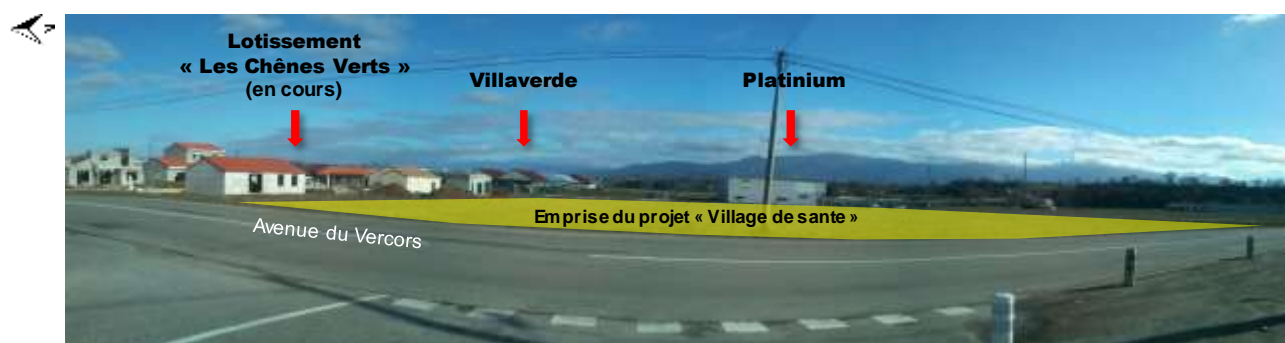 Lotissement
« Les Chênes Verts »
(en cours)
Villaverde
Platinium
Emprise du projet « Village de sante »
Avenue du Vercors